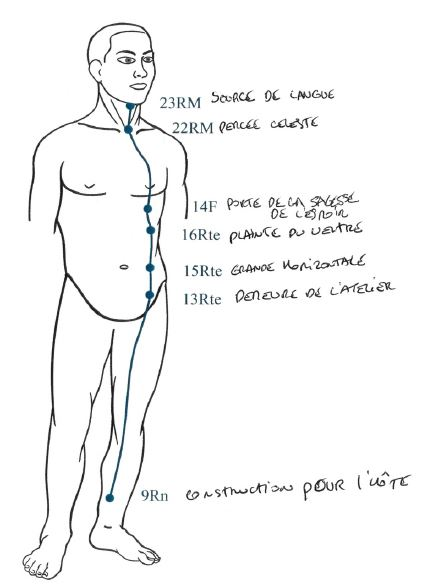 23RM SOURCE DE LANGUE
22RM PERCÉE CELESTE
14F PORTE DE LA SAGESSE
DE L'ESPOIR
16Rte PLAINTE DU VENTRE
15Rte GRANDE HORIZONTALE
13Rte DEMEURE DE L'ATELIER
9Rn CONSTRUCTION POUR L'HÔTE